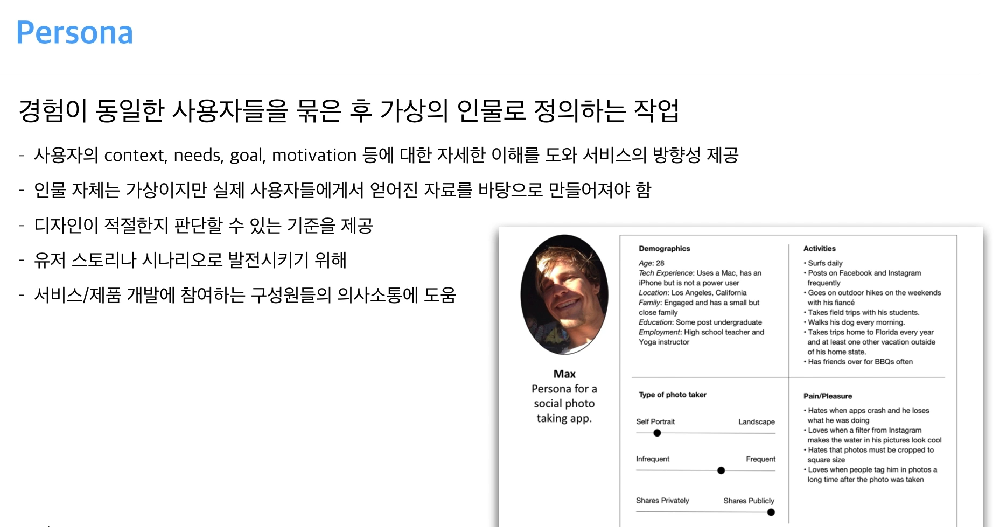 Persona
경험이 동일한 사용자들을 묶은 후 가상의 인물로 정의하는 작업
- 사용자의 context, needs, goal, motivation 등에 대한 자세한 이해를 도와 서비스의 방향성 제공
- 인물 자체는 가상이지만 실제 사용자들에게서 얻어진 자료를 바탕으로 만들어져야 함
- 디자인이 적절한지 판단할 수 있는 기준을 제공
- 유저 스토리나 시나리오로 발전시키기 위해
- 서비스/제품 개발에 참여하는 구성원들의 의사소통에 도움
Max
Persona for a
social photo
taking app.
Demographics
Age: 28
Tech Experience: Uses a Mac, has an
iPhone but is not a power user
Location: Los Angeles, California
Family: Engaged and has a small but
close family
Education: Some post undergraduate
Employment: High school teacher and
Yoga instructor
Activities
• Surfs daily
• Posts on Facebook and Instagram
frequently
• Goes on outdoor hikes on the weekends
with his fiancé
• Takes field trips with his students.
• Walks his dog every morning.
• Takes trips home to Florida every year
and at least one other vacation outside
of his home state.
• Has friends over for BBQs often
Type of photo taker
Self Portrait Landscape
Infrequent Frequent
Shares Privately Shares Publicly
Pain/Pleasure
• Hates when apps crash and he loses
what he was doing
• Loves when a filter from Instagram
makes the water in his pictures look cool
• Hates that photos must be cropped to
square size
• Loves when people tag him in photos a
long time after the photo was taken